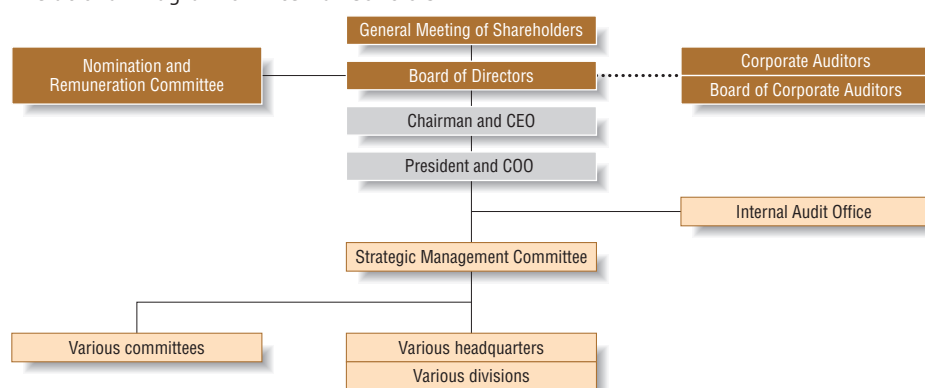 General Meeting of Shareholders
Nomination and
Remuneration Committee
Board of Directors
Corporate Auditors
Board of Corporate Auditors
Chairman and CEO
President and COO
Internal Audit Office
Strategic Management Committee
Various committees
Various headquarters
Various divisions